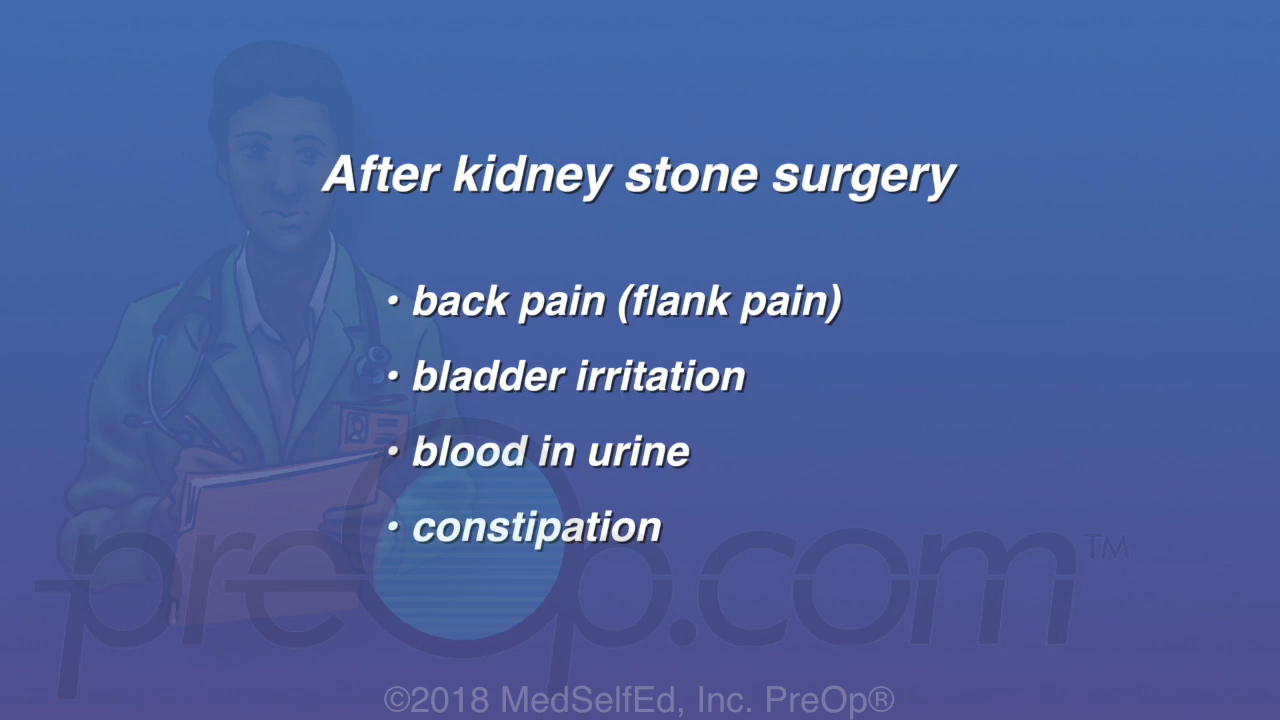 After kidney stone surgery
• back pain (flank pain)
• bladder irritation
• blood in urine
• constipation
preOp.com™
©2018 MedSelfEd, Inc. PreOp®